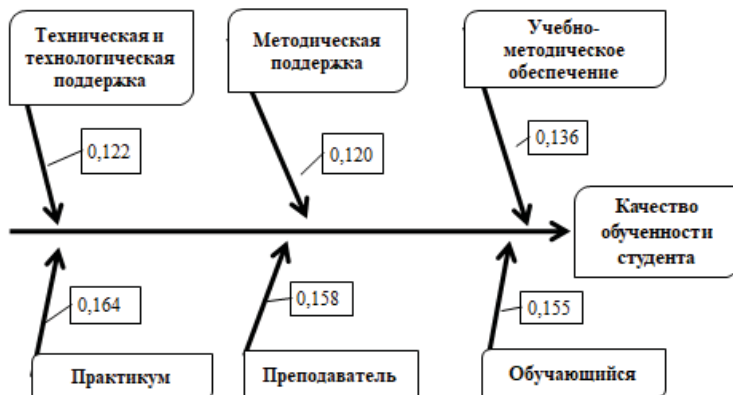 Техническая и
технологическая
поддержка
Методическая
поддержка
Учебно-
методическое
обеспечение
0,122
0,120
0,136
Качество
обученности
студента
0,164
0,158
0,155
Практикум
Преподаватель
Обучающийся